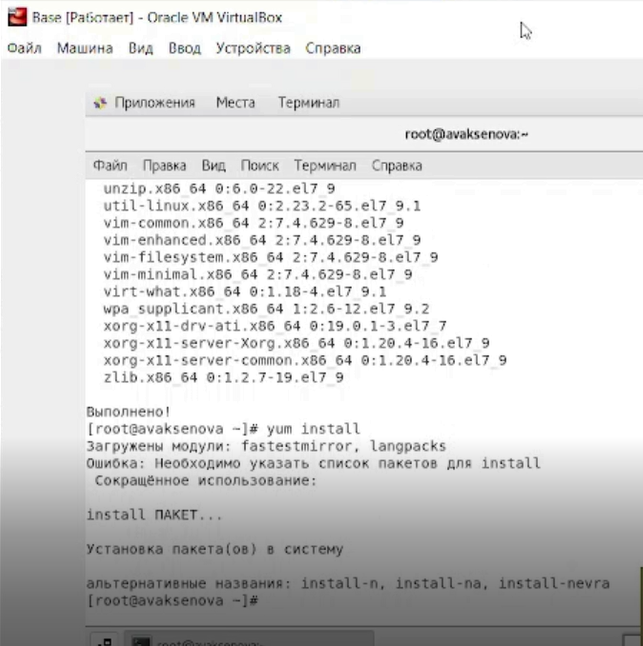 Base [Работает] - Oracle VM VirtualBox
Файл Машина Вид Ввод Устройства Справка
Приложения Места Терминал
root@avaksenova:~
Файл Правка Вид Поиск Терминал Справка
unzip.x86_64 0:6.0-22.el7_9
util-linux.x86_64 0:2.23.2-65.el7_9.1
vim-common.x86_64 2:7.4.629-8.el7_9
vim-enhanced.x86_64 2:7.4.629-8.el7_9
vim-filesystem.x86_64 2:7.4.629-8.el7_9
vim-minimal.x86_64 2:7.4.629-8.el7_9
virt-what.x86_64 0:1.18-4.el7_9.1
wpa_supplicant.x86_64 1:2.6-12.el7_9.2
xorg-x11-drv-ati.x86_64 0:19.0.1-3.el7_7
xorg-x11-server-Xorg.x86_64 0:1.20.4-16.el7_9
xorg-x11-server-common.x86_64 0:1.20.4-16.el7_9
zlib.x86_64 0:1.2.7-19.el7_9
Выполнено!
[root@avaksenova ~]# yum install
Загружены модули: fastestmirror, langpacks
Ошибка: Необходимо указать список пакетов для install
Сокращённое использование:
install ПАКЕТ...
Установка пакета(ов) в систему
альтернативные названия: install-n, install-na, install-nevra
[root@avaksenova ~]#
root@avaksenova:~